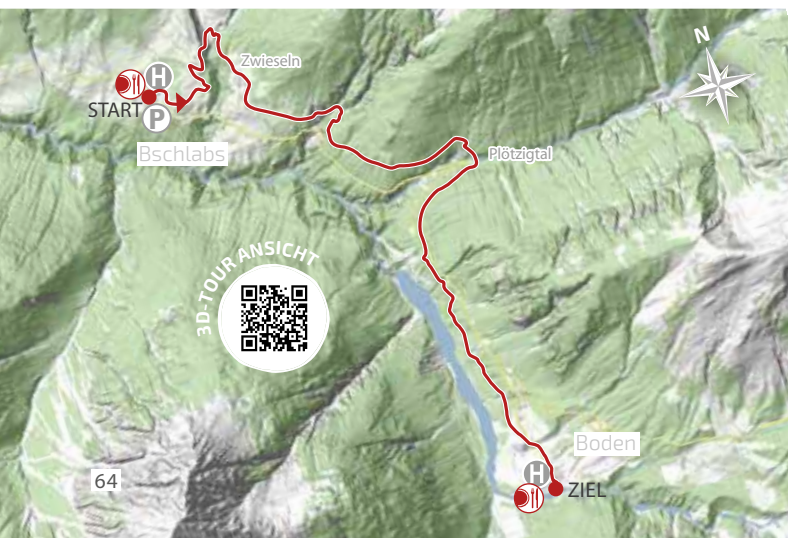 N
Zwieseln
H
START
P
Bschlabs
Plötzigtal
3D-TOUR ANSICHT
Boden
64
H
ZIEL